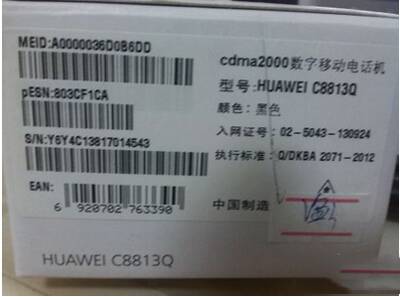 MEID:A0000036D0B6DD
pESN:803CF1CA
S/N:Y6Y4C13817014543
EAN:
6 920702 763390
cdma2000数字移动电话机
型号:HUAWEI C8813Q
颜色: 黑色
入网证号: 02-5043-130924
执行标准: Q/DKBA 2071-2012
中国制造
HUAWEI C8813Q